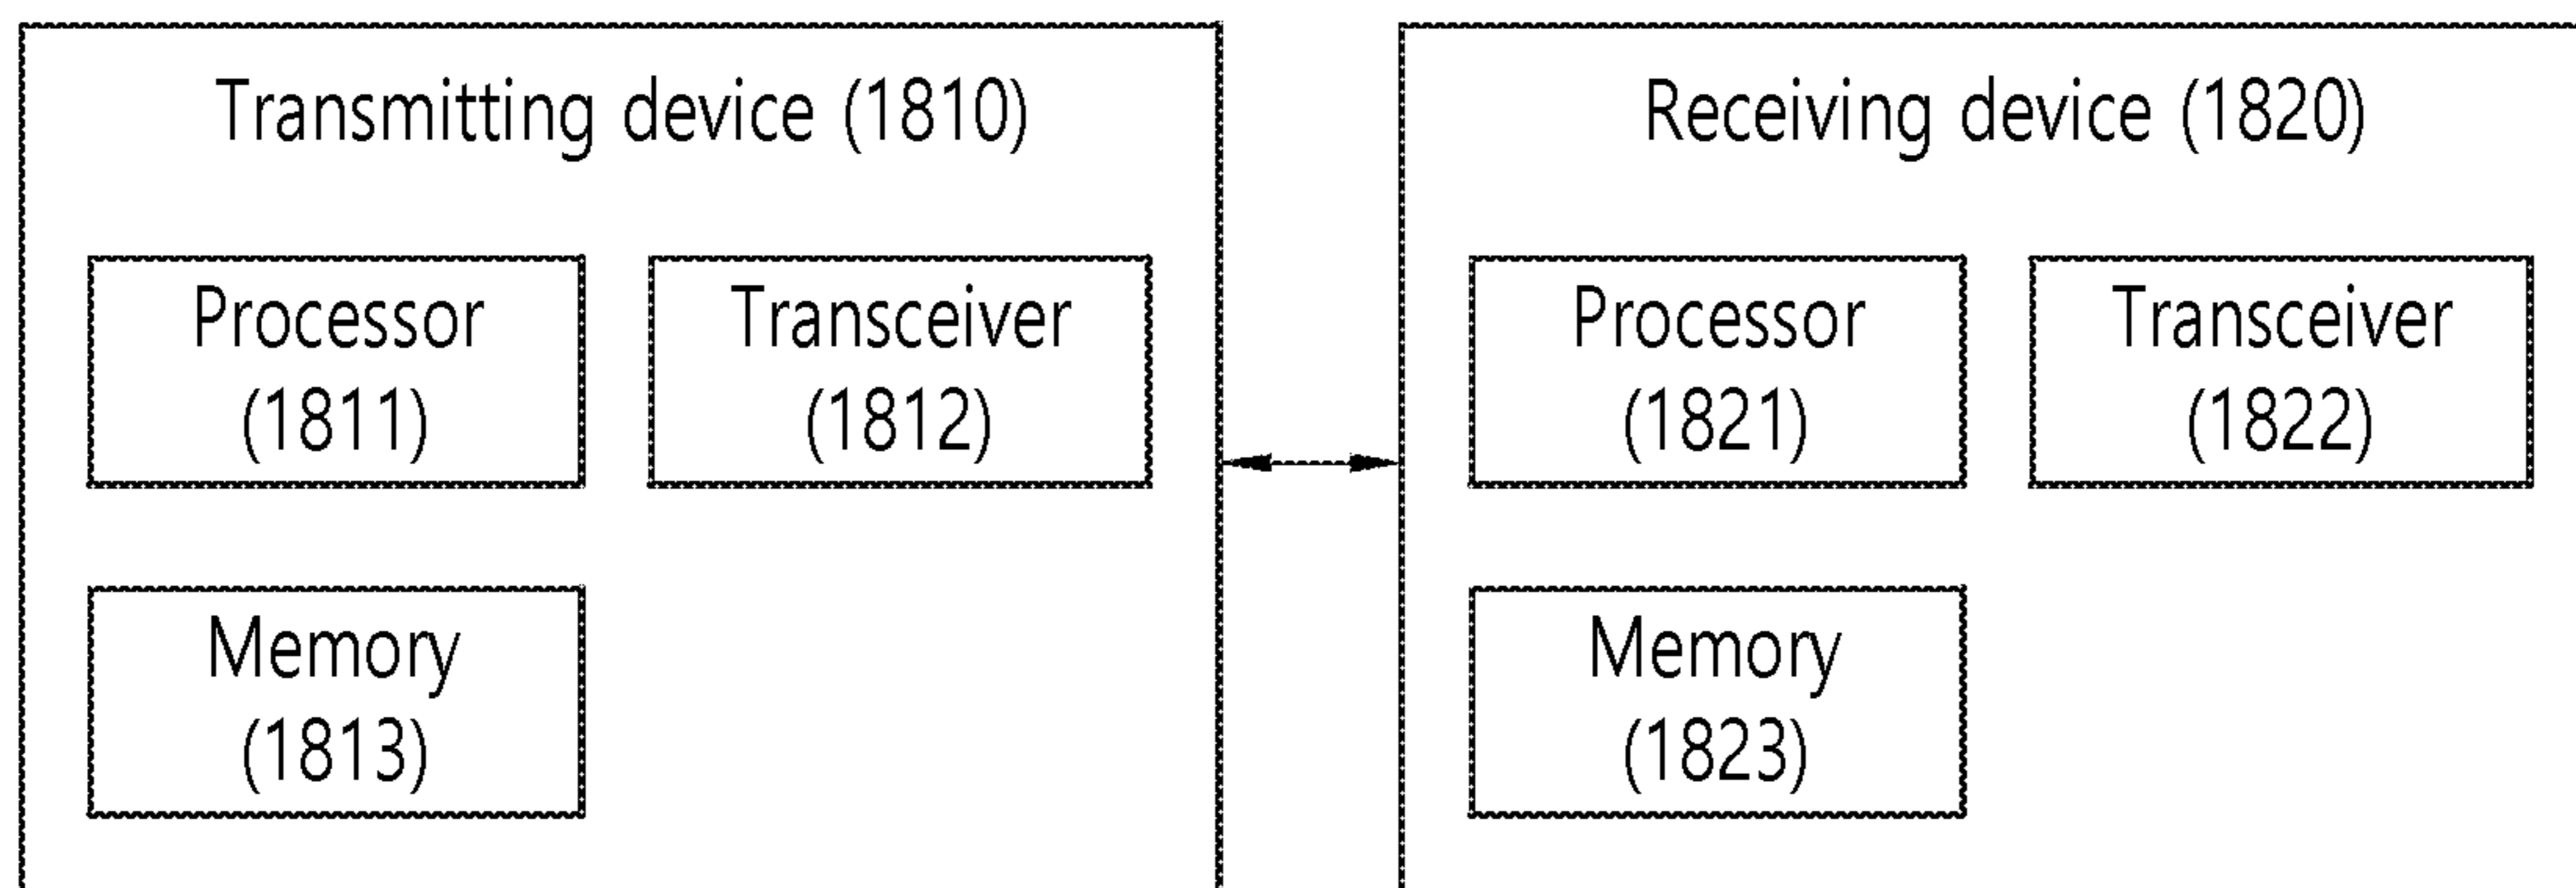 Transmitting device (1810)
Processor
(1811)
Transceiver
(1812)
Memory
(1813)
Receiving device (1820)
Processor
(1821)
Transceiver
(1822)
Memory
(1823)